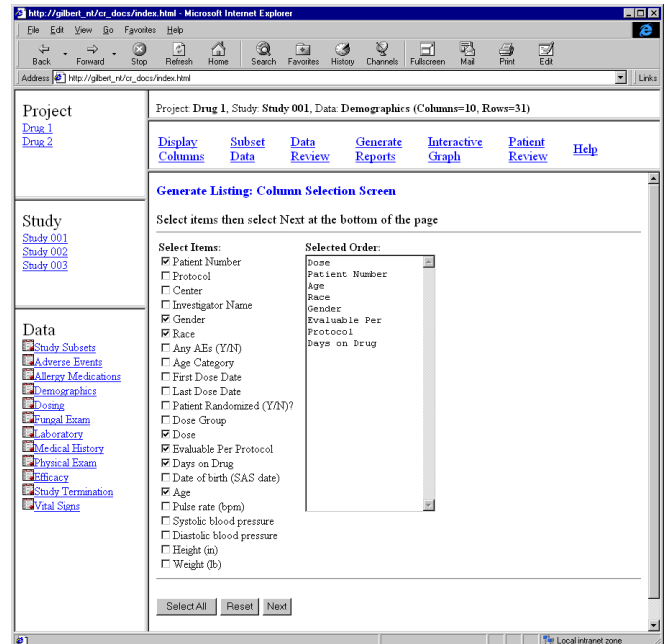 http://gilbert_nt/cr_docs/index.html - Microsoft Internet Explorer
File Edit View Go Favorites Help
Back Forward Stop Refresh Home Search Favorites History Channels Fullscreen Mail Print Edit
Address http://gilbert_nt/cr_docs/index.html Links
Project
Drug 1
Drug 2
Study
Study 001
Study 002
Study 003
Data
Study Subsets
Adverse Events
Allergy Medications
Demographics
Dosing
Fungal Exam
Laboratory
Medical History
Physical Exam
Efficacy
Study Termination
Vital Signs
Project: Drug 1, Study: Study 001, Data: Demographics (Columns=10, Rows=31)
Display Subset Data Generate Interactive Patient Help
Columns Data Review Reports Graph Review
Generate Listing: Column Selection Screen
Select items then select Next at the bottom of the page
Select Items:
Patient Number
Protocol
Center
Investigator Name
Gender
Race
Any AEs (Y/N)
Age Category
First Dose Date
Last Dose Date
Patient Randomized (Y/N)?
Dose Group
Dose
Evaluable Per Protocol
Days on Drug
Date of birth (SAS date)
Age
Pulse rate (bpm)
Systolic blood pressure
Diastolic blood pressure
Height (in)
Weight (lb)
Selected Order:
Dose
Patient Number
Age
Race
Gender
Evaluable Per
Protocol
Days on Drug
Select All Reset Next
Local intranet zone